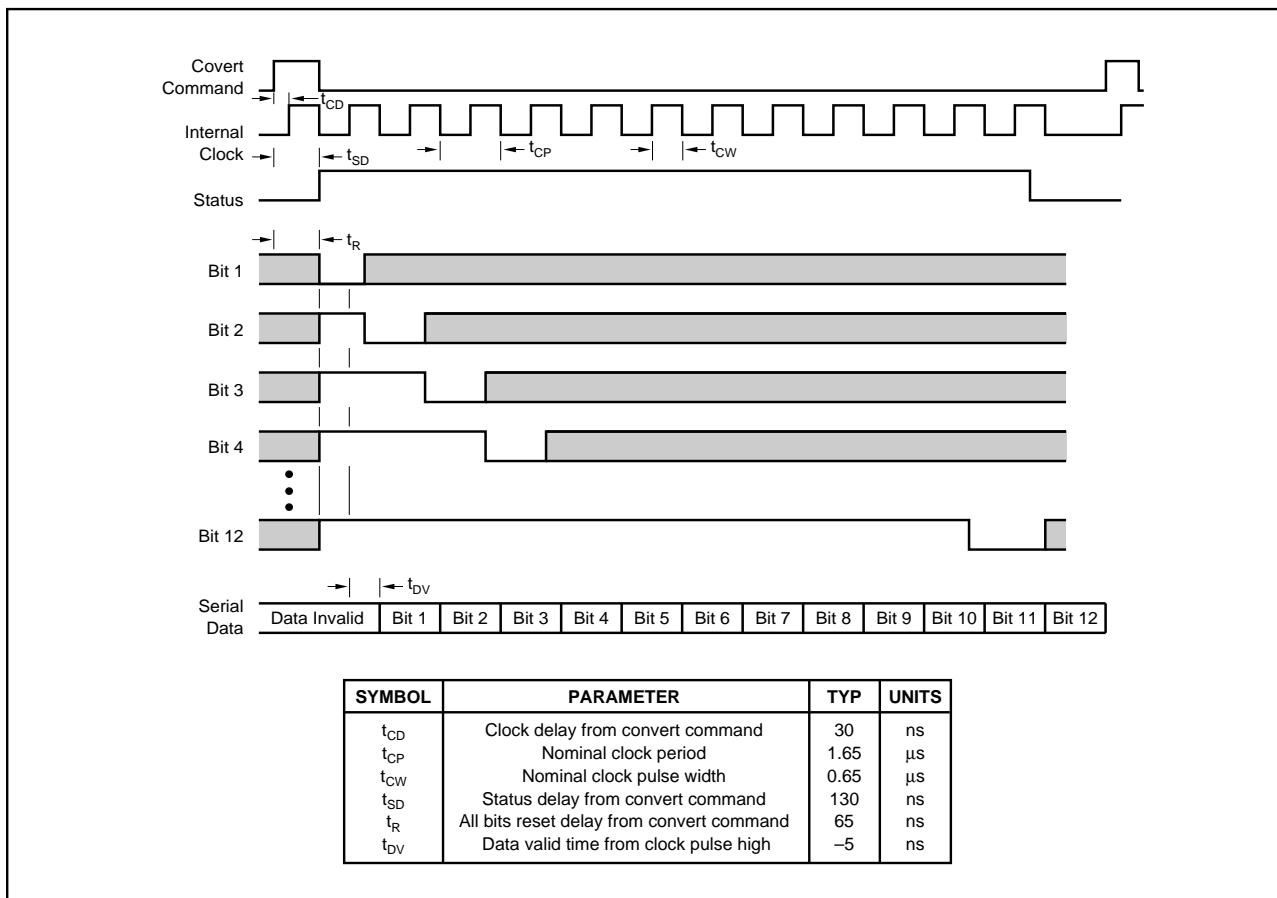 Covert
Command
t_CD
Internal
Clock
t_SD
t_CP
t_CW
Status
t_R
Bit 1
Bit 2
Bit 3
Bit 4
Bit 12
t_DV
Serial
Data
Data Invalid Bit 1 Bit 2 Bit 3 Bit 4 Bit 5 Bit 6 Bit 7 Bit 8 Bit 9 Bit 10 Bit 11 Bit 12
SYMBOL PARAMETER TYP UNITS
t_CD Clock delay from convert command 30 ns
t_CP Nominal clock period 1.65 µs
t_CW Nominal clock pulse width 0.65 µs
t_SD Status delay from convert command 130 ns
t_R All bits reset delay from convert command 65 ns
t_DV Data valid time from clock pulse high –5 ns